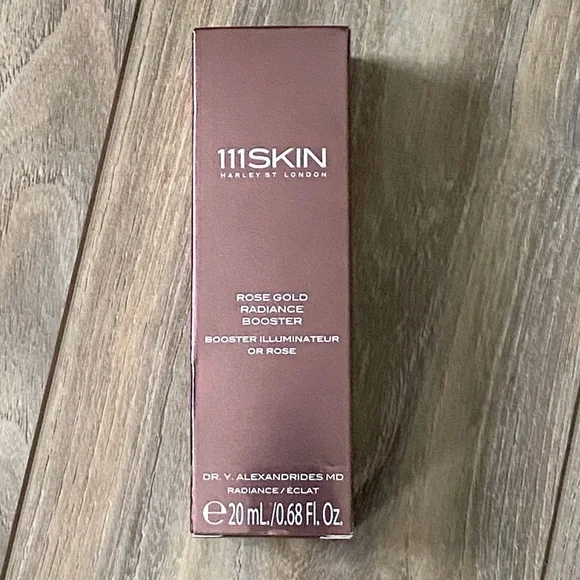 111SKIN
HARLEY ST. LONDON
ROSE GOLD
RADIANCE
BOOSTER
BOOSTER ILLUMINATEUR
OR ROSE
DR. Y. ALEXANDRIDES MD
RADIANCE / ÉCLAT
℮ 20 mL./0.68 Fl. Oz.